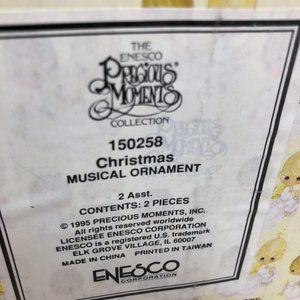 THE
ENESCO
PRECIOUS
MOMENTS
COLLECTION
150258
Christmas
MUSICAL ORNAMENT
2 Asst.
CONTENTS: 2 PIECES
© 1995 PRECIOUS MOMENTS, INC.
All rights reserved worldwide
LICENSEE ENESCO CORPORATION
ENESCO is a registered U.S. trademark
ELK GROVE VILLAGE, IL 60007
MADE IN CHINA PRINTED IN TAIWAN
ENESCO
CORPORATION